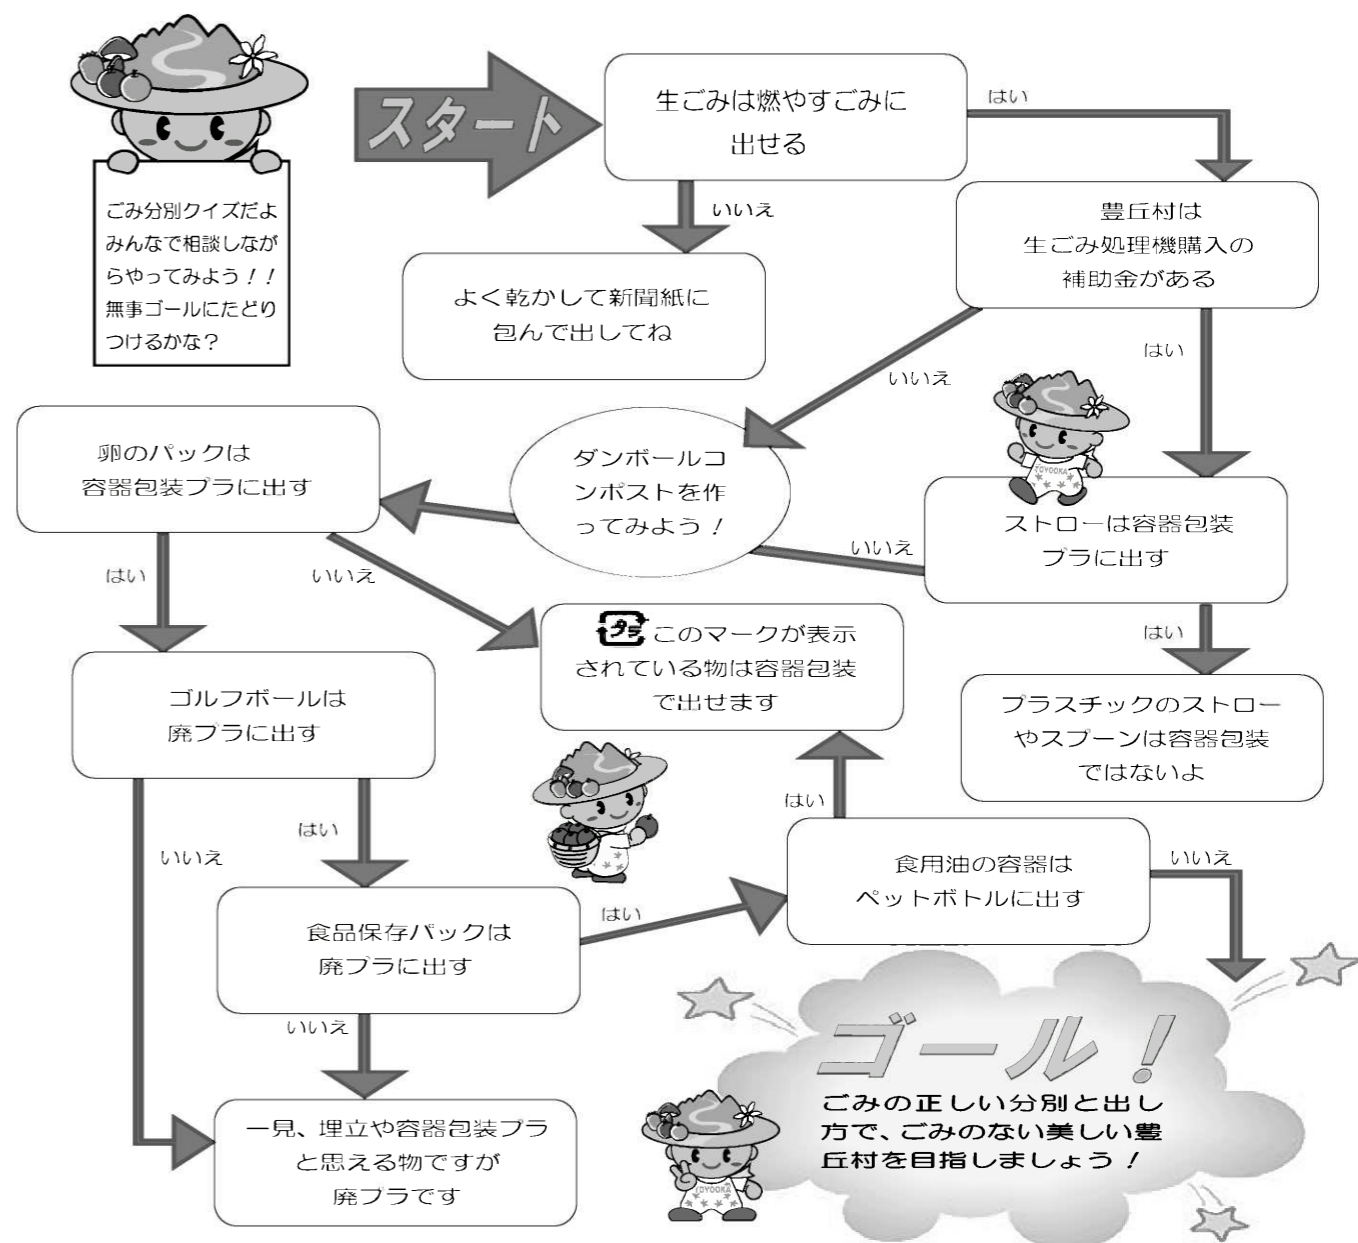 スタート
生ごみは燃やすごみに
出せる
はい
いいえ
ごみ分別クイズだよ
みんなで相談しなが
らやってみよう！！
無事ゴールにたどり
つけるかな？
豊丘村は
生ごみ処理機購入の
補助金がある
よく乾かして新聞紙に
包んで出してね
いいえ
はい
卵のパックは
容器包装プラに出す
ダンボールコ
ンポストを作
ってみよう！
TOYOOKA
ストローは容器包装
プラに出す
いいえ
はい
いいえ
はい
プラ
このマークが表示
されている物は容器包装
で出せます
ゴルフボールは
廃プラに出す
プラスチックのストロー
やスプーンは容器包装
ではないよ
はい
いいえ
はい
食用油の容器は
ペットボトルに出す
いいえ
食品保存パックは
廃プラに出す
はい
いいえ
ゴール！
ごみの正しい分別と出し
方で、ごみのない美しい豊
丘村を目指しましょう！
一見、埋立や容器包装プラ
と思える物ですが
廃プラです
TOYOOKA